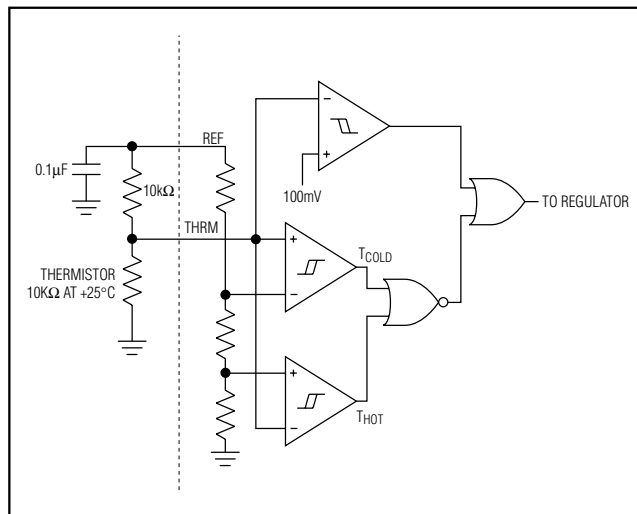 REF
0.1μF
10kΩ
100mV
TO REGULATOR
THRM
TCOLD
THERMISTOR
10KΩ AT +25°C
THOT
+
−
+
−
+
−